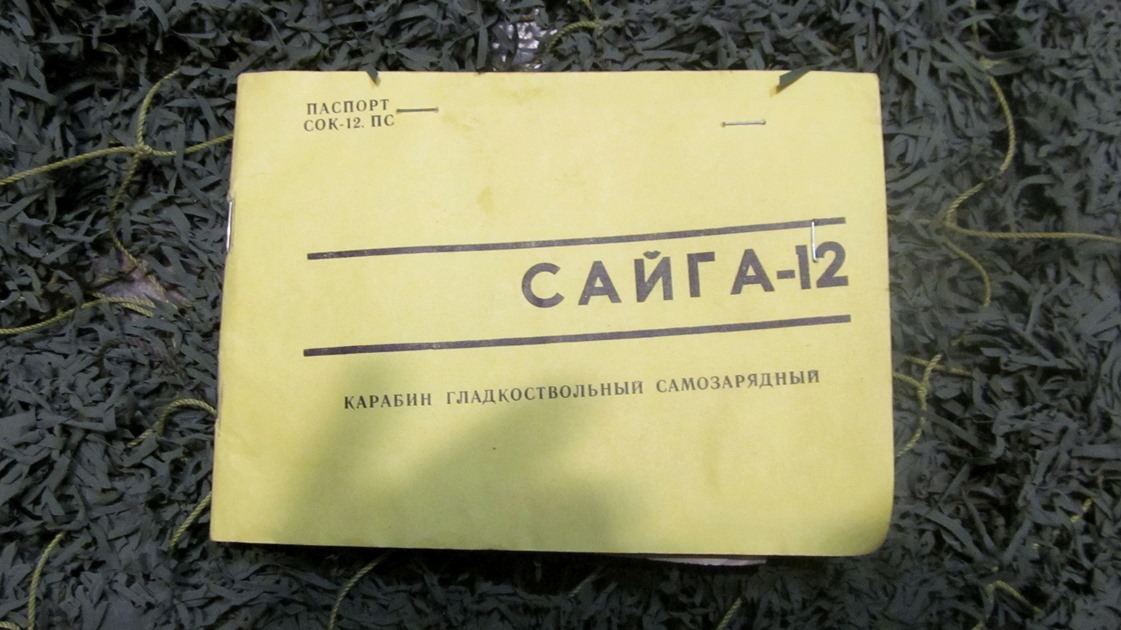 ПАСПОРТ
СОК-12. ПС
САЙГА-12
КАРАБИН ГЛАДКОСТВОЛЬНЫЙ САМОЗАРЯДНЫЙ